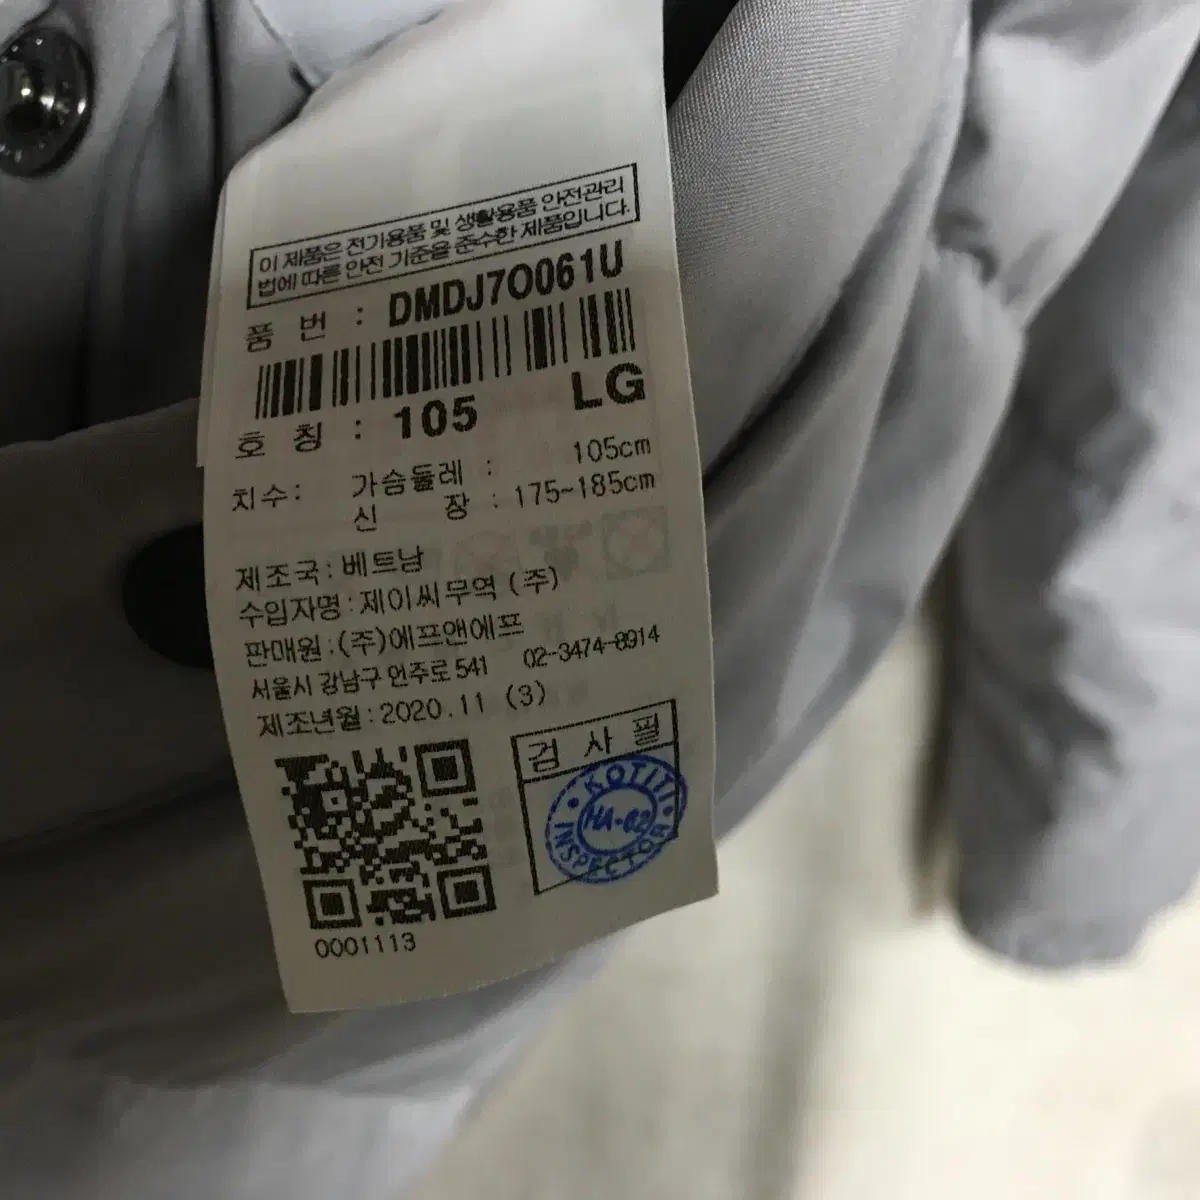 이 제품은 전기용품 및 생활용품 안전관리
법에 따른 안전 기준을 준수한 제품입니다.
품 번 : DMDJ7O061U
호 칭 : 105 LG
치수: 가슴둘레 : 105cm
신 장 : 175~185cm
제조국:베트남
수입자명:제이씨무역 (주)
판매원:(주)에프앤에프
서울시 강남구 언주로 541 02-3474-8914
제조년월:2020.11 (3)
검 사 필
KOTITI
HA-62
INSPECTOR
0001113